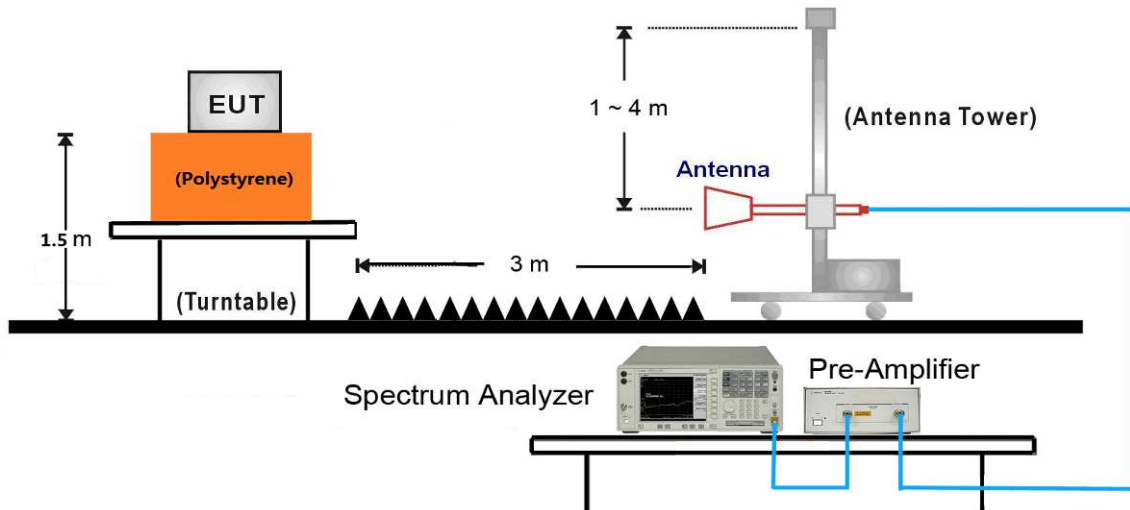 EUT
1 ~ 4 m
(Antenna Tower)
(Polystyrene)
Antenna
1.5 m
3 m
(Turntable)
Spectrum Analyzer
Pre-Amplifier